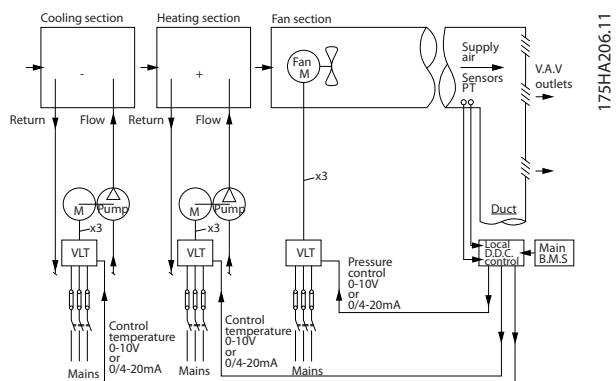 Cooling section
Heating section
Fan section
-
+
Fan
M
Supply
air
Sensors
PT
V.A.V
outlets
175HA206.11
Return
Flow
Return
Flow
x3
M
Pump
M
Pump
Duct
x3
x3
VLT
VLT
VLT
Local
D.D.C.
control
Main
B.M.S
Pressure
control
0-10V
or
0/4-20mA
Control
temperature
0-10V
or
0/4-20mA
Control
temperature
0-10V
or
0/4-20mA
Mains
Mains
Mains